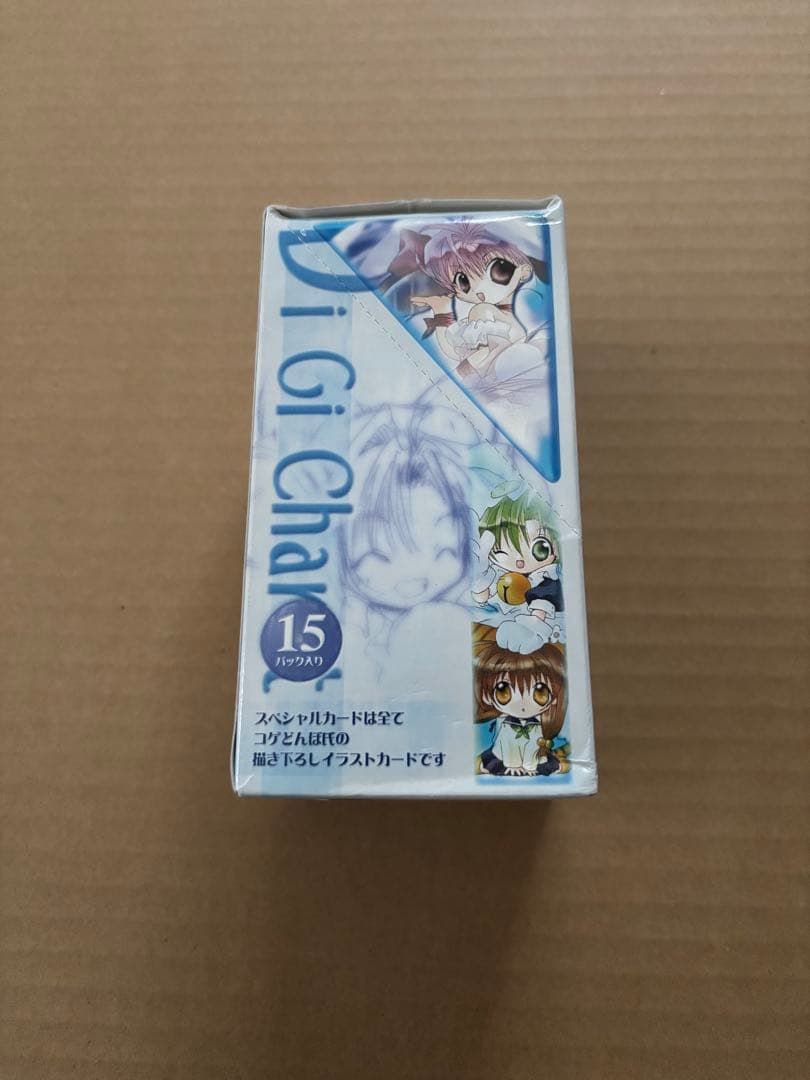 Di Gi Char t
15
パック入り
スペシャルカードは全て
コゲどんぼ氏の
描き下ろしイラストカードです